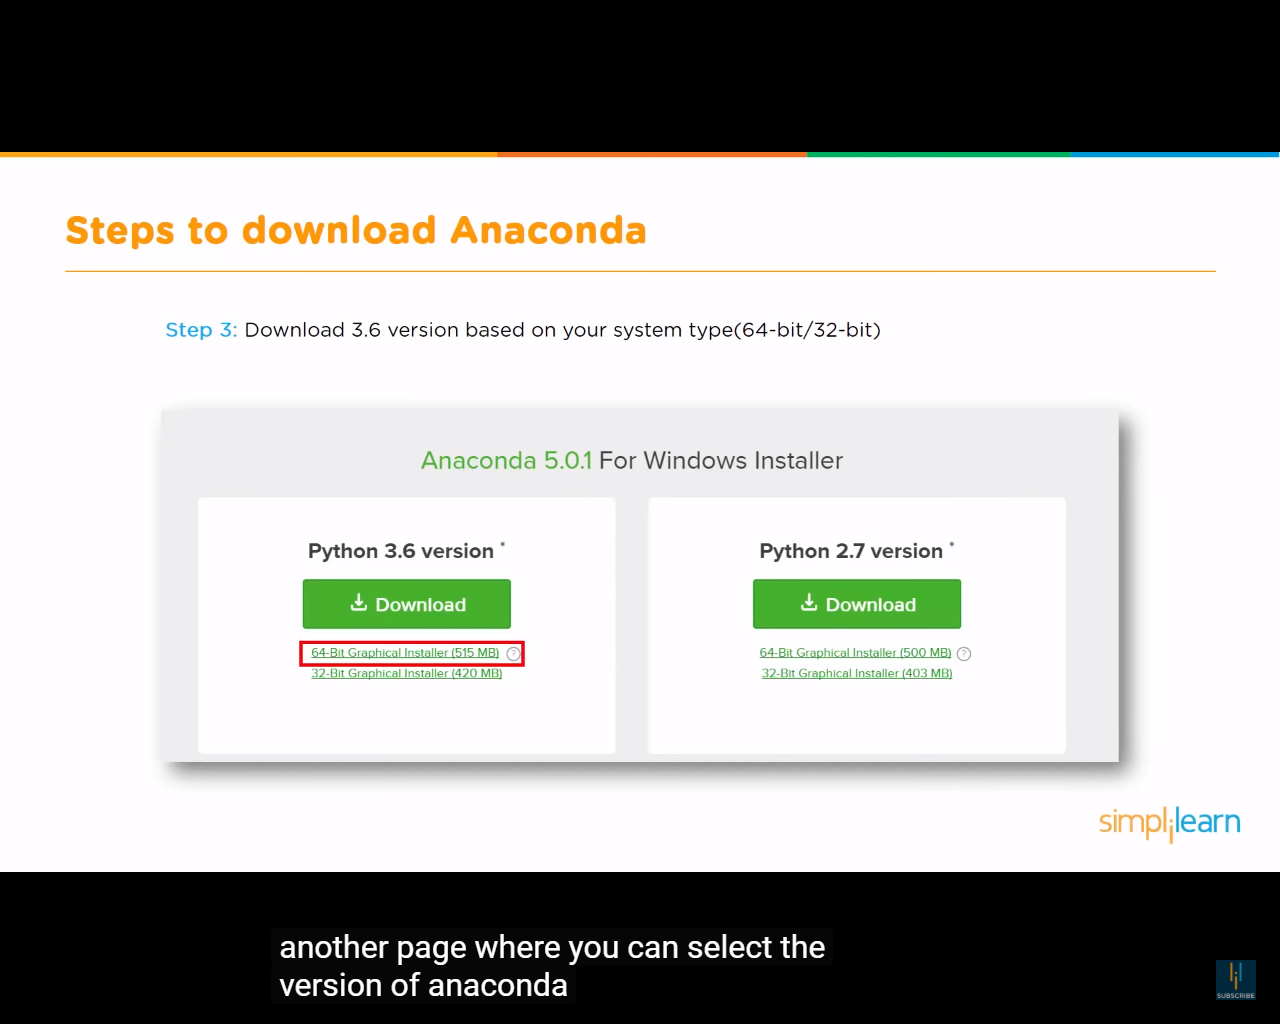 Steps to download Anaconda
Step 3: Download 3.6 version based on your system type(64-bit/32-bit)
Anaconda 5.0.1 For Windows Installer
Python 3.6 version *
Download
64-Bit Graphical Installer (515 MB) ?
32-Bit Graphical Installer (420 MB)
Python 2.7 version *
Download
64-Bit Graphical Installer (500 MB) ?
32-Bit Graphical Installer (403 MB)
simplilearn
another page where you can select the
version of anaconda
SUBSCRIBE